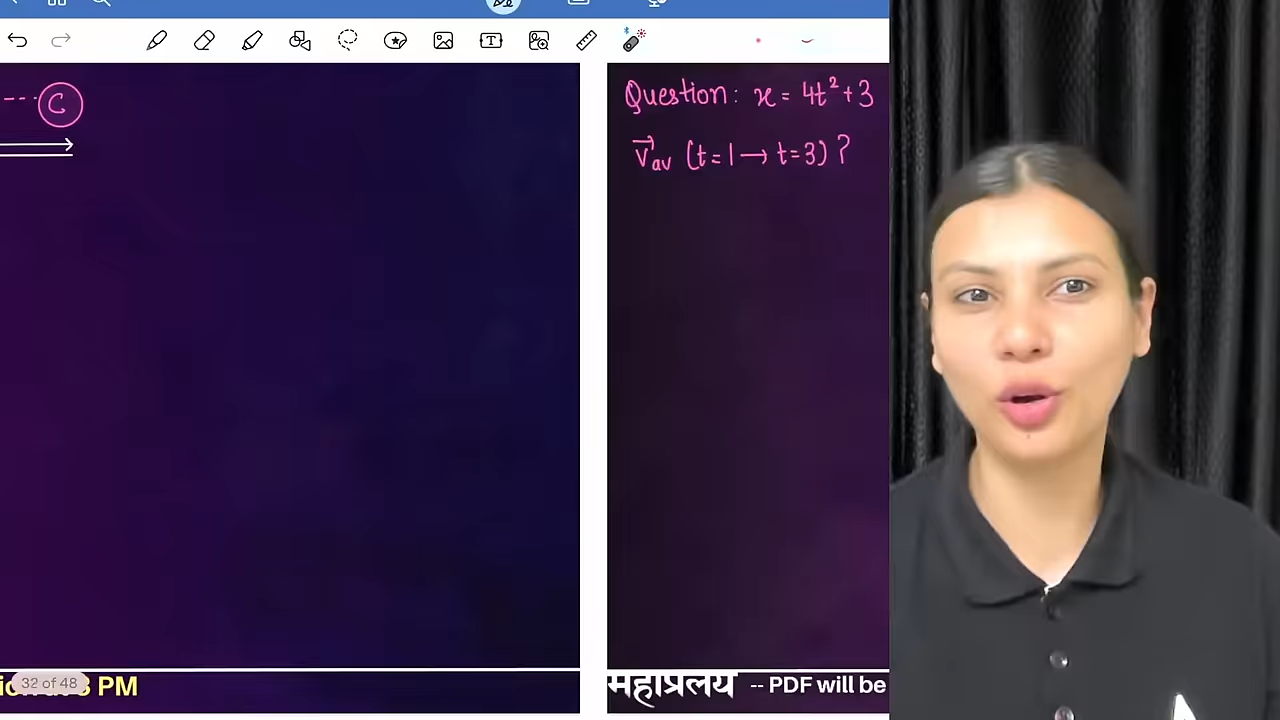 C
Question: x = 4t² + 3
v⃗av (t = 1 → t = 3) ?
32 of 48
PM
महाप्रलय -- PDF will be